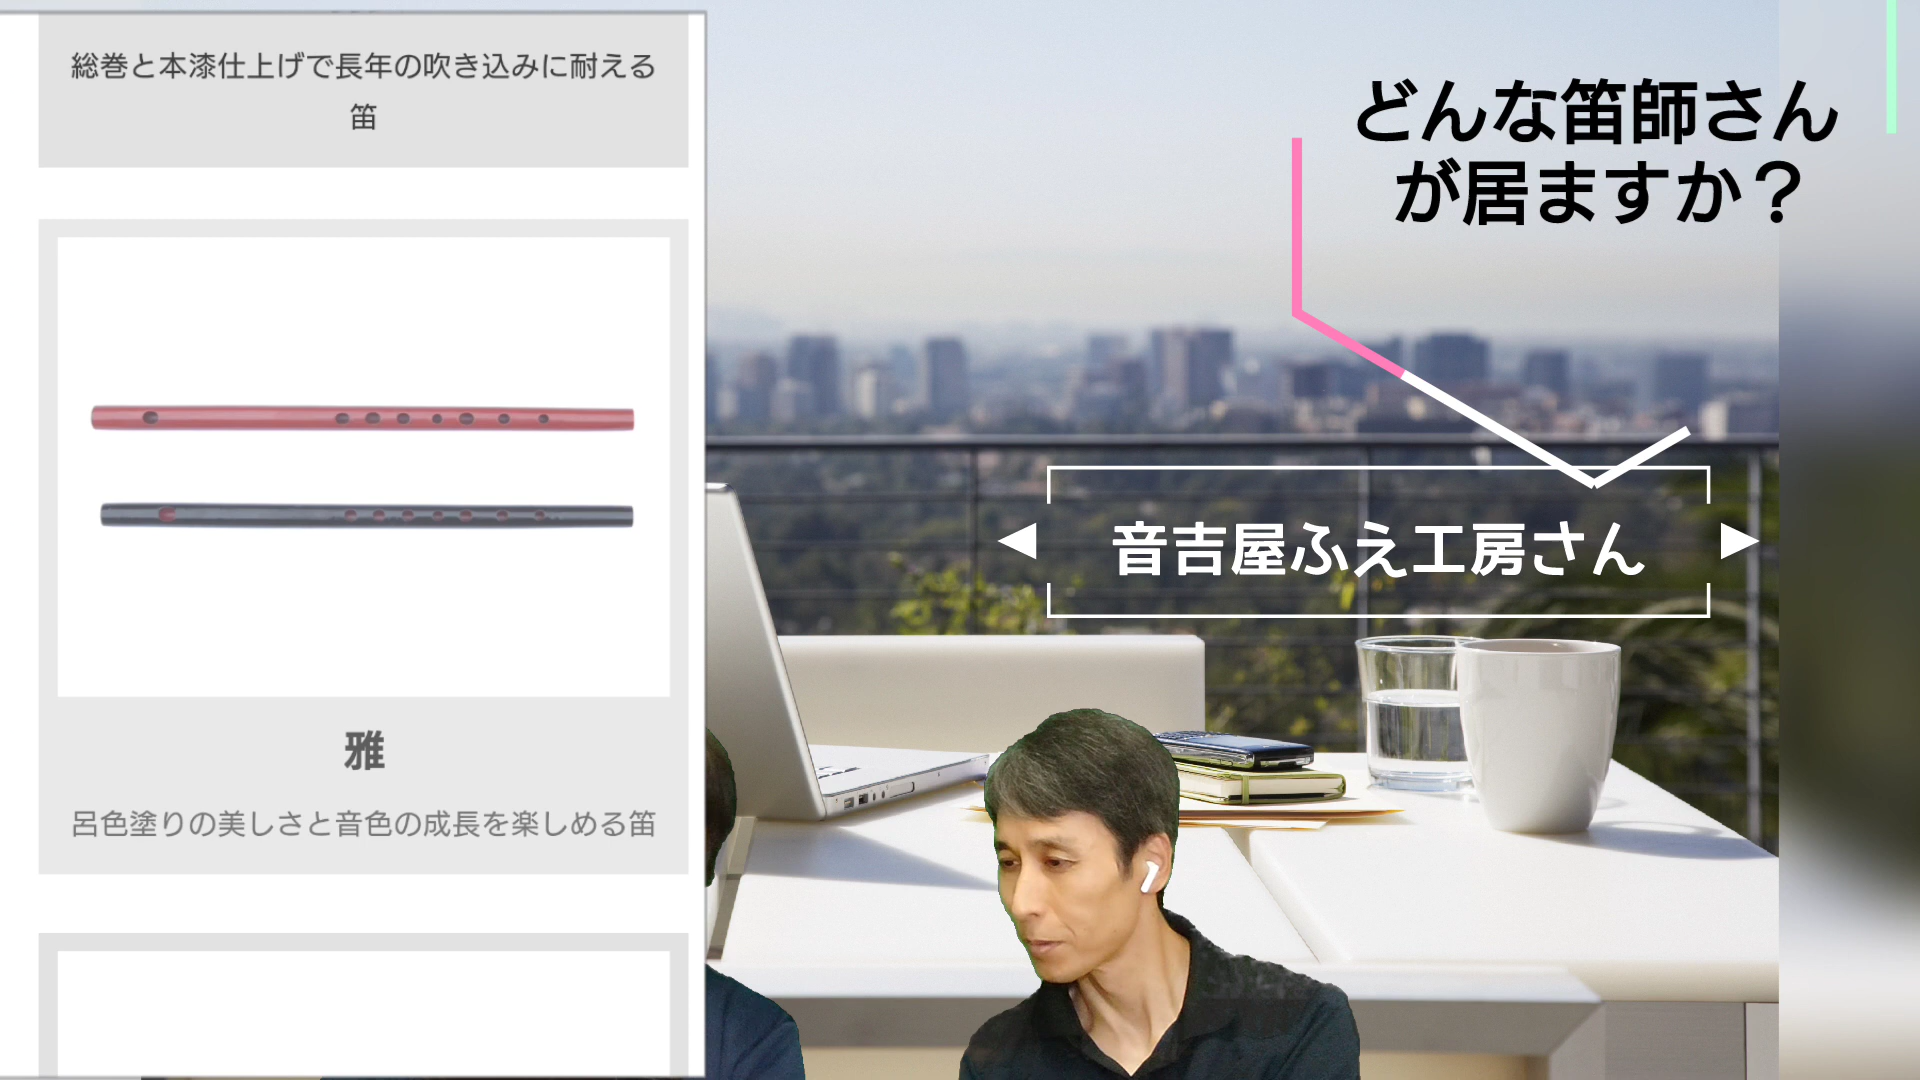 総巻と本漆仕上げで長年の吹き込みに耐える
笛
雅
呂色塗りの美しさと音色の成長を楽しめる笛
どんな笛師さん
が居ますか？
音吉屋ふえ工房さん